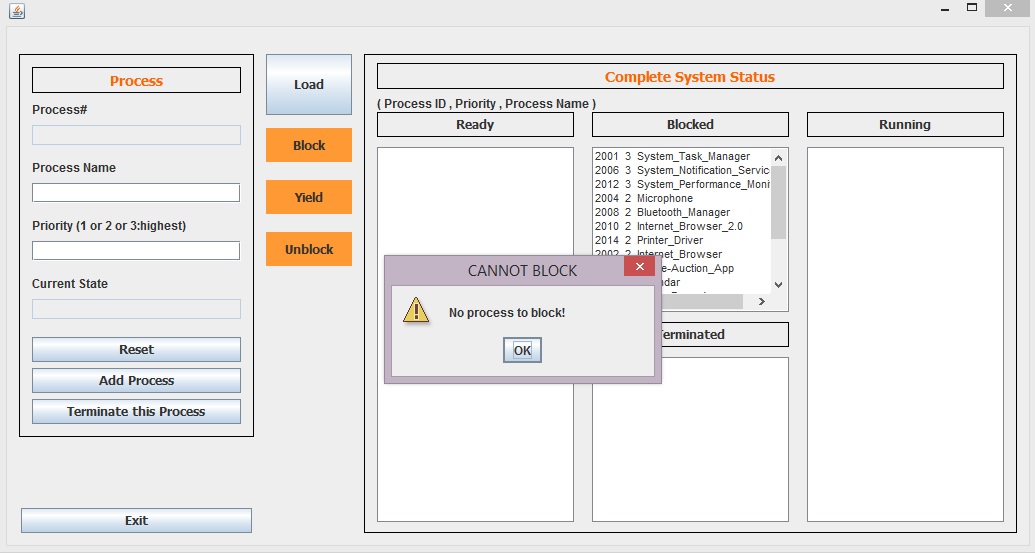 Process
Process#
Process Name
Priority (1 or 2 or 3:highest)
Current State
Reset
Add Process
Terminate this Process
Exit
Load
Block
Yield
Unblock
Complete System Status
( Process ID , Priority , Process Name )
Ready
Blocked
2001 3 System_Task_Manager
2006 3 System_Notification_Servic
2012 3 System_Performance_Moni
2004 2 Microphone
2008 2 Bluetooth_Manager
2010 2 Internet_Browser_2.0
2014 2 Printer_Driver
2002 2 Internet_Browser
e-Auction_App
ndar
Terminated
Running
CANNOT BLOCK
No process to block!
OK